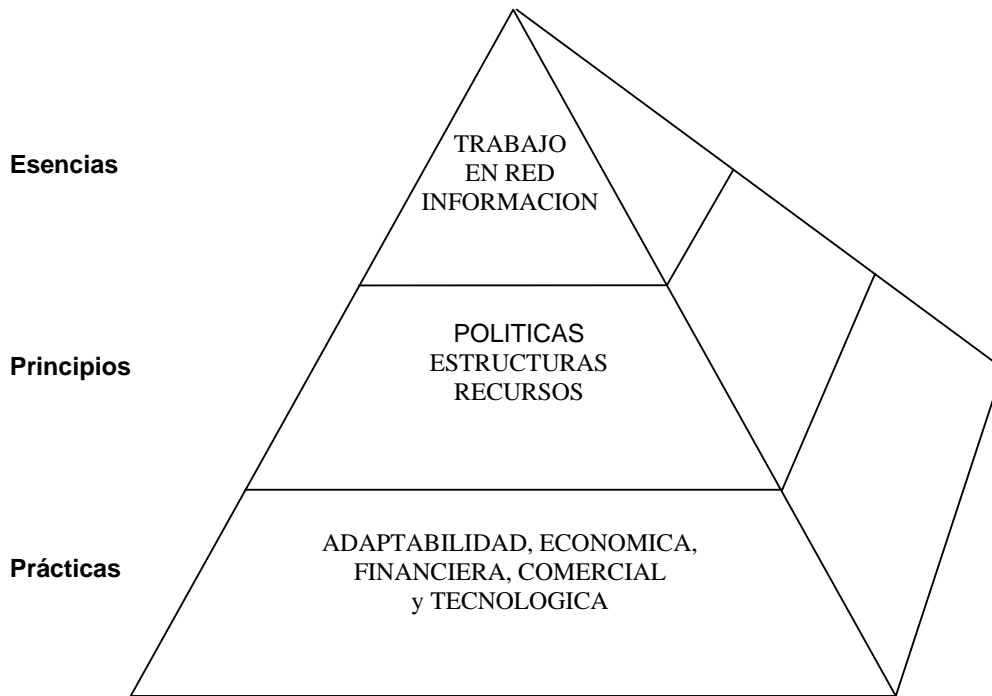 Esencias
TRABAJO
EN RED
INFORMACION
Principios
POLITICAS
ESTRUCTURAS
RECURSOS
Prácticas
ADAPTABILIDAD, ECONOMICA,
FINANCIERA, COMERCIAL
y TECNOLOGICA